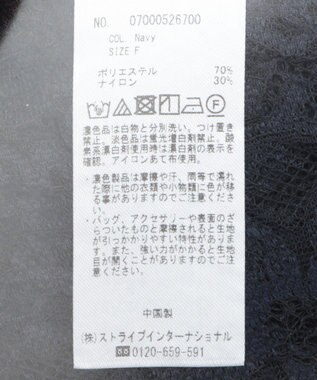 NO. 07000526700
COL. Navy
SIZE F
ポリエステル 70%
ナイロン 30%
F
濃色品は白物と分別洗い。つけ置き
禁止。淡色品は蛍光増白剤禁止。酸
素系漂白剤使用時は漂白剤の表示を
確認。アイロンあて布使用。
・濃色製品は摩擦や汗、雨等で濡れ
た際に他の衣類や小物類に色が移
る事がありますのでご注意くださ
い。
・バッグ、アクセサリーや表面のざ
らついたものと摩擦されると生地
が引っかかりやすい特性がありま
す。また、強い力がかかると生地
目が開くことがありますのでご注
意ください。
中国製
(株)ストライプインターナショナル
0120-659-591